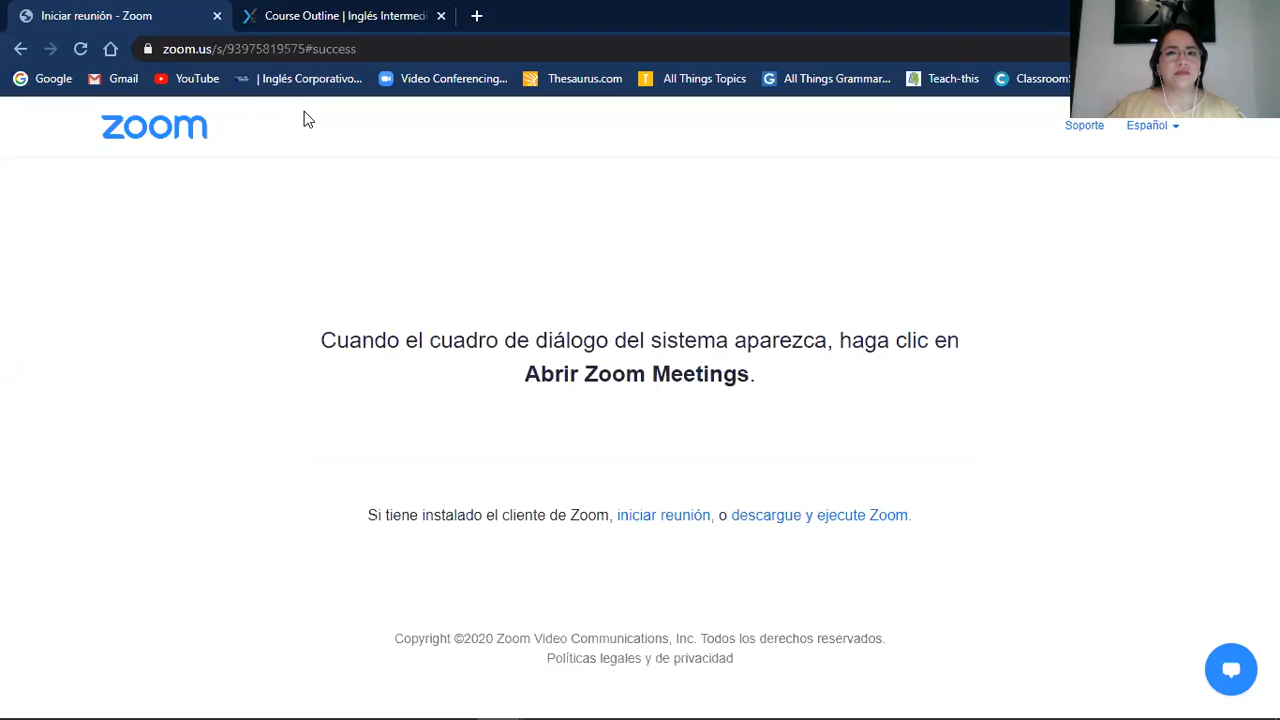 Iniciar reunión - Zoom
Course Outline | Inglés Intermedi
zoom.us/s/93975819575#success
Google
Gmail
YouTube
| Inglés Corporativo...
Video Conferencing...
Thesaurus.com
All Things Topics
All Things Grammar...
Teach-this
ClassroomS
zoom
Soporte
Español
Cuando el cuadro de diálogo del sistema aparezca, haga clic en
Abrir Zoom Meetings.
Si tiene instalado el cliente de Zoom, iniciar reunión, o descargue y ejecute Zoom.
Copyright ©2020 Zoom Video Communications, Inc. Todos los derechos reservados.
Políticas legales y de privacidad